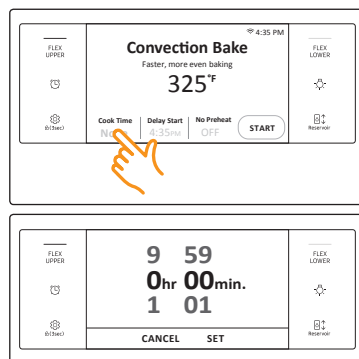 4:35 PM
FLEX UPPER
Convection Bake
FLEX LOWER
Faster, more even baking
325°F
Cook Time Delay Start No Preheat
4:35PM OFF START
(3sec)
Reservoir
FLEX UPPER
9 59
FLEX LOWER
0hr 00min.
1 01
(3sec)
Reservoir
CANCEL SET